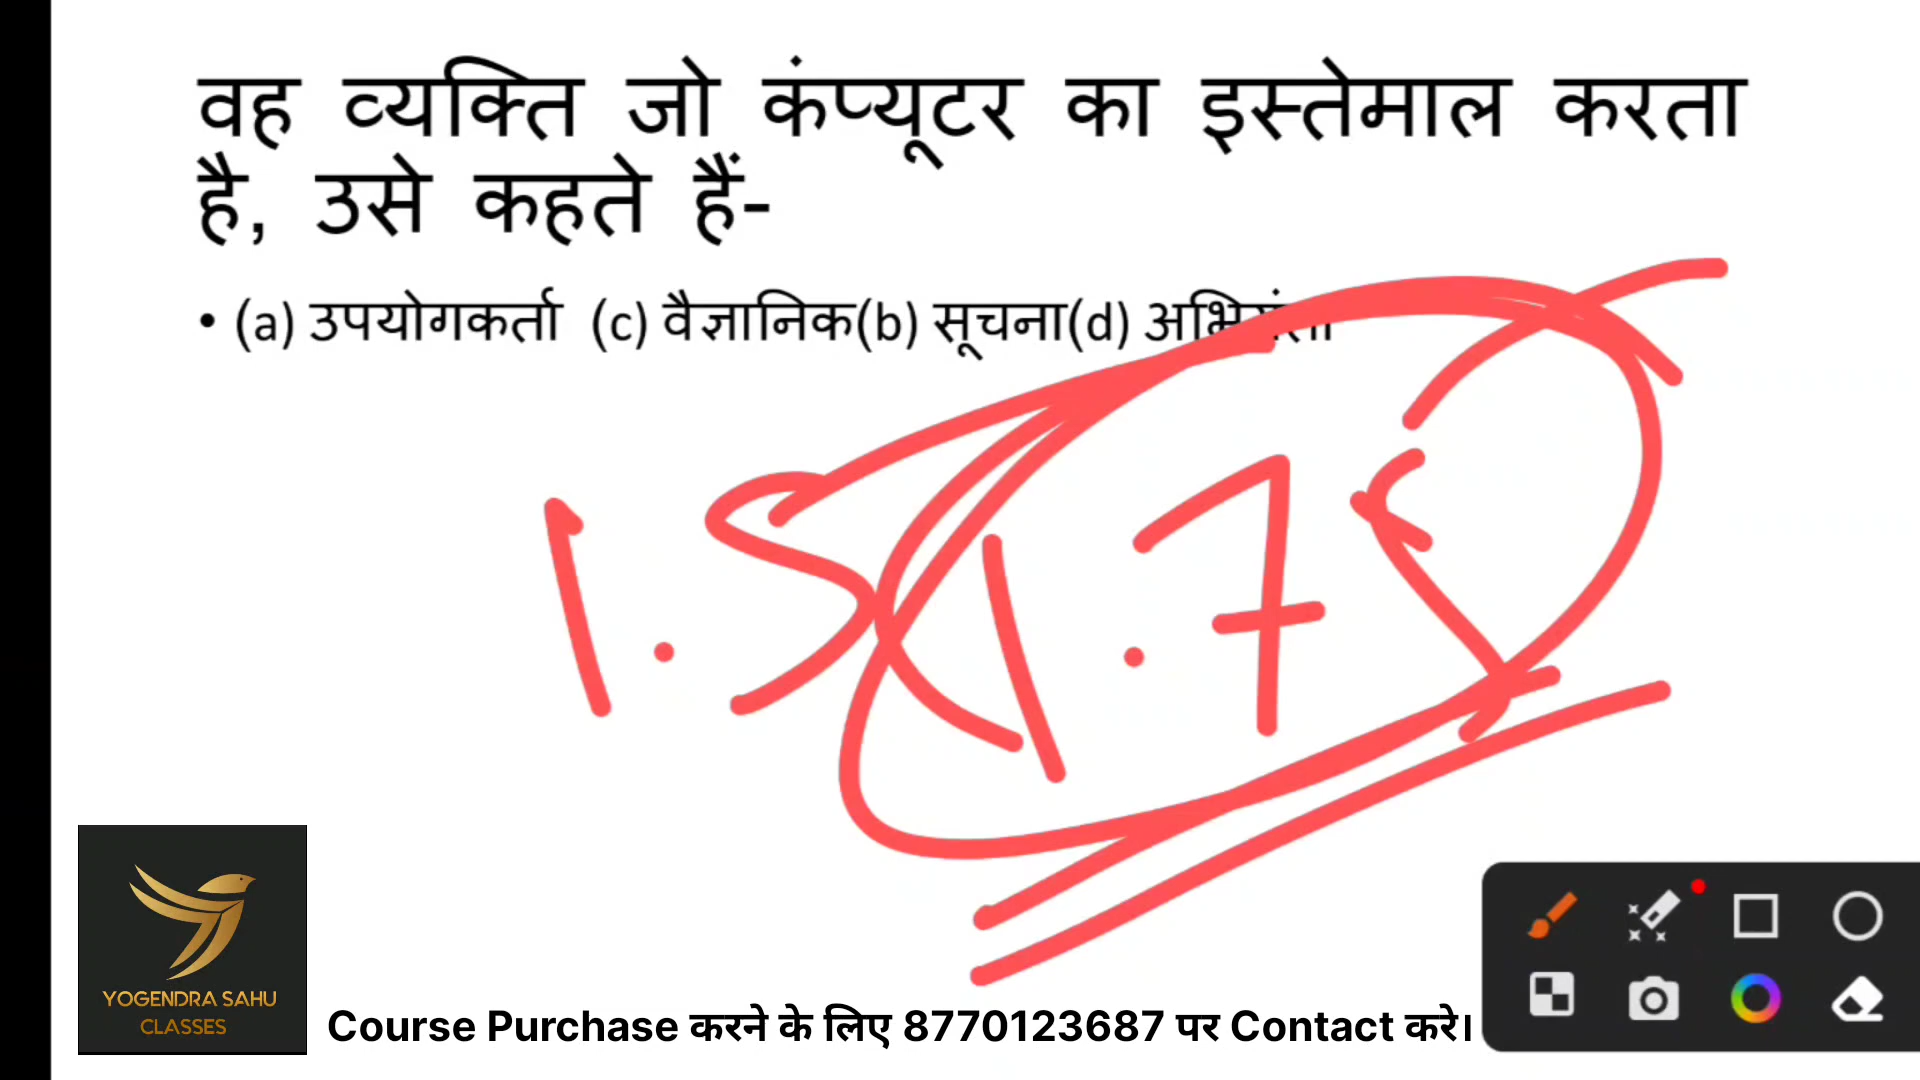 वह व्यक्ति जो कंप्यूटर का इस्तेमाल करता
है, उसे कहते हैं-
• (a) उपयोगकर्ता (c) वैज्ञानिक(b) सूचना(d) अभियंता
1.5 1.75
YOGENDRA SAHU
CLASSES
Course Purchase करने के लिए 8770123687 पर Contact करे।